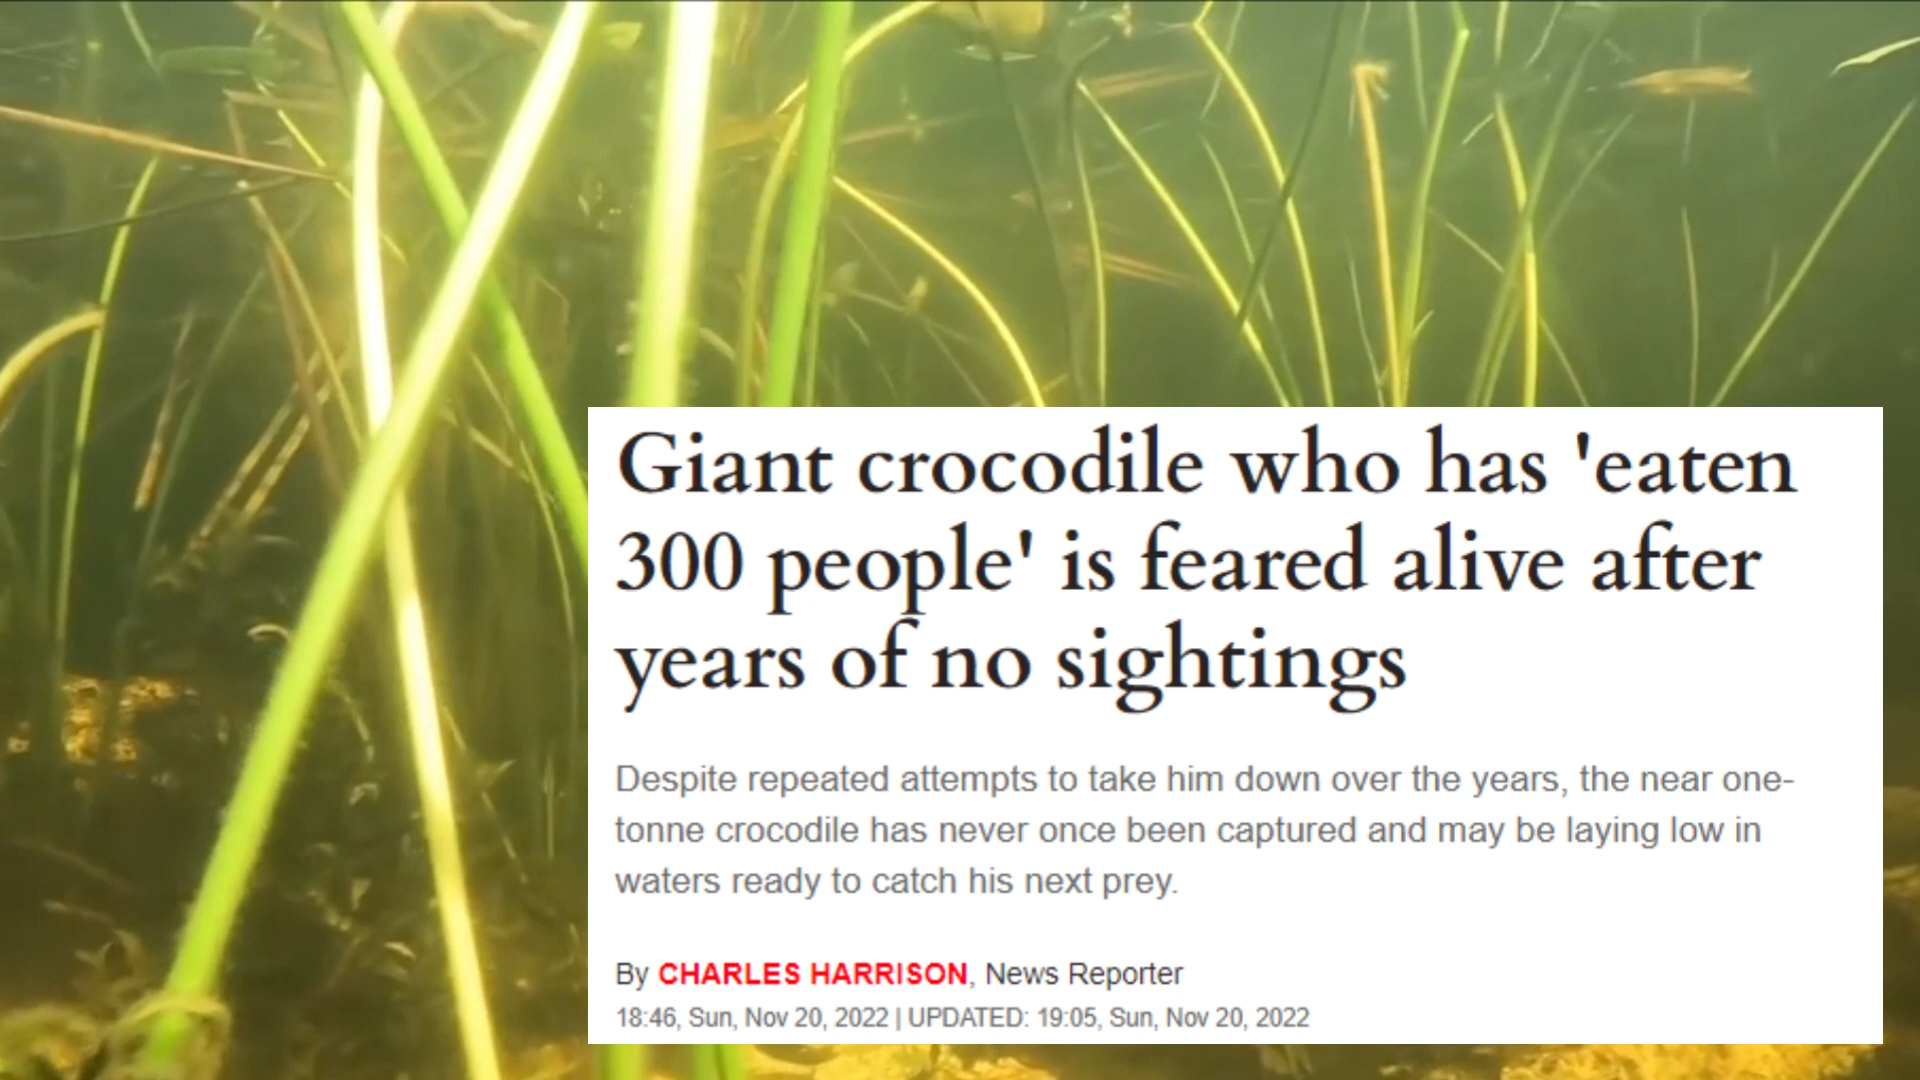 Giant crocodile who has 'eaten
300 people' is feared alive after
years of no sightings
Despite repeated attempts to take him down over the years, the near one-
tonne crocodile has never once been captured and may be laying low in
waters ready to catch his next prey.
By CHARLES HARRISON, News Reporter
18:46, Sun, Nov 20, 2022 | UPDATED: 19:05, Sun, Nov 20, 2022